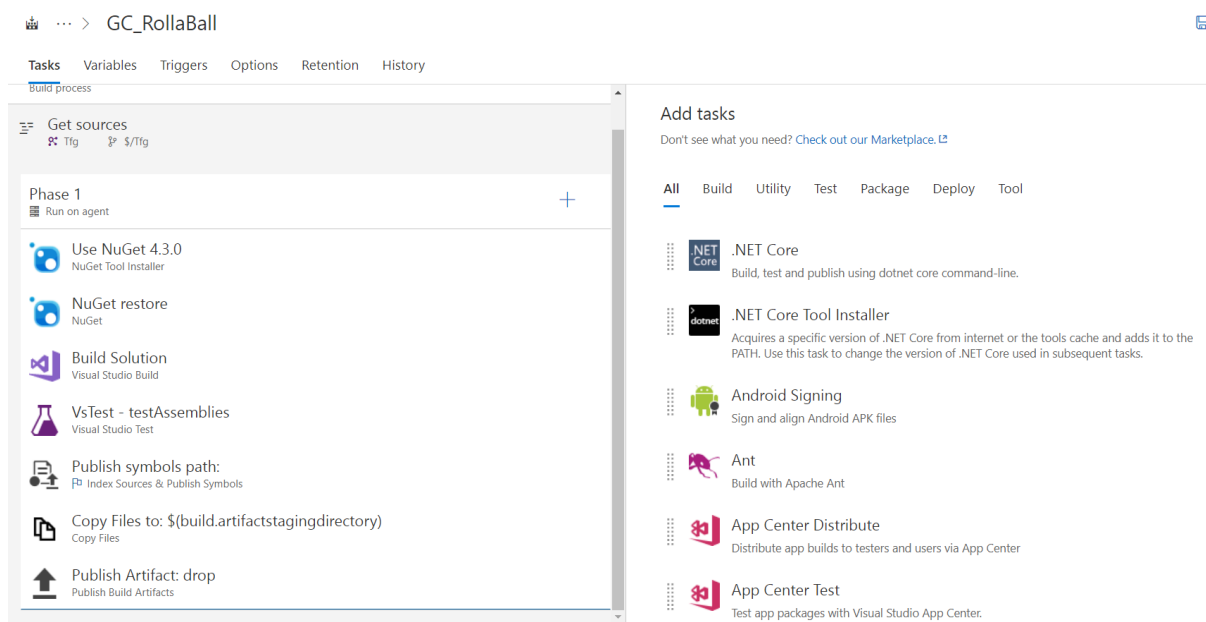 ··· > GC_RollaBall
Tasks Variables Triggers Options Retention History
Build process
Get sources
Tfg $/Tfg
Phase 1
Run on agent
Use NuGet 4.3.0
NuGet Tool Installer
NuGet restore
NuGet
Build Solution
Visual Studio Build
VsTest - testAssemblies
Visual Studio Test
Publish symbols path:
Index Sources & Publish Symbols
Copy Files to: $(build.artifactstagingdirectory)
Copy Files
Publish Artifact: drop
Publish Build Artifacts
Add tasks
Don't see what you need? Check out our Marketplace.
All Build Utility Test Package Deploy Tool
.NET Core
.NET Core
Build, test and publish using dotnet core command-line.
dotnet
.NET Core Tool Installer
Acquires a specific version of .NET Core from internet or the tools cache and adds it to the
PATH. Use this task to change the version of .NET Core used in subsequent tasks.
Android Signing
Sign and align Android APK files
Ant
Build with Apache Ant
App Center Distribute
Distribute app builds to testers and users via App Center
App Center Test
Test app packages with Visual Studio App Center.